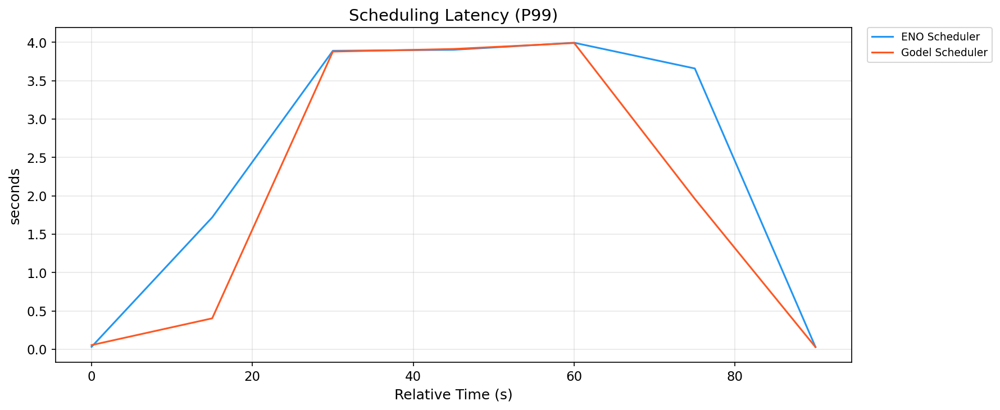 Scheduling Latency (P99)
ENO Scheduler
Godel Scheduler
seconds
4.0
3.5
3.0
2.5
2.0
1.5
1.0
0.5
0.0
0 20 40 60 80
Relative Time (s)